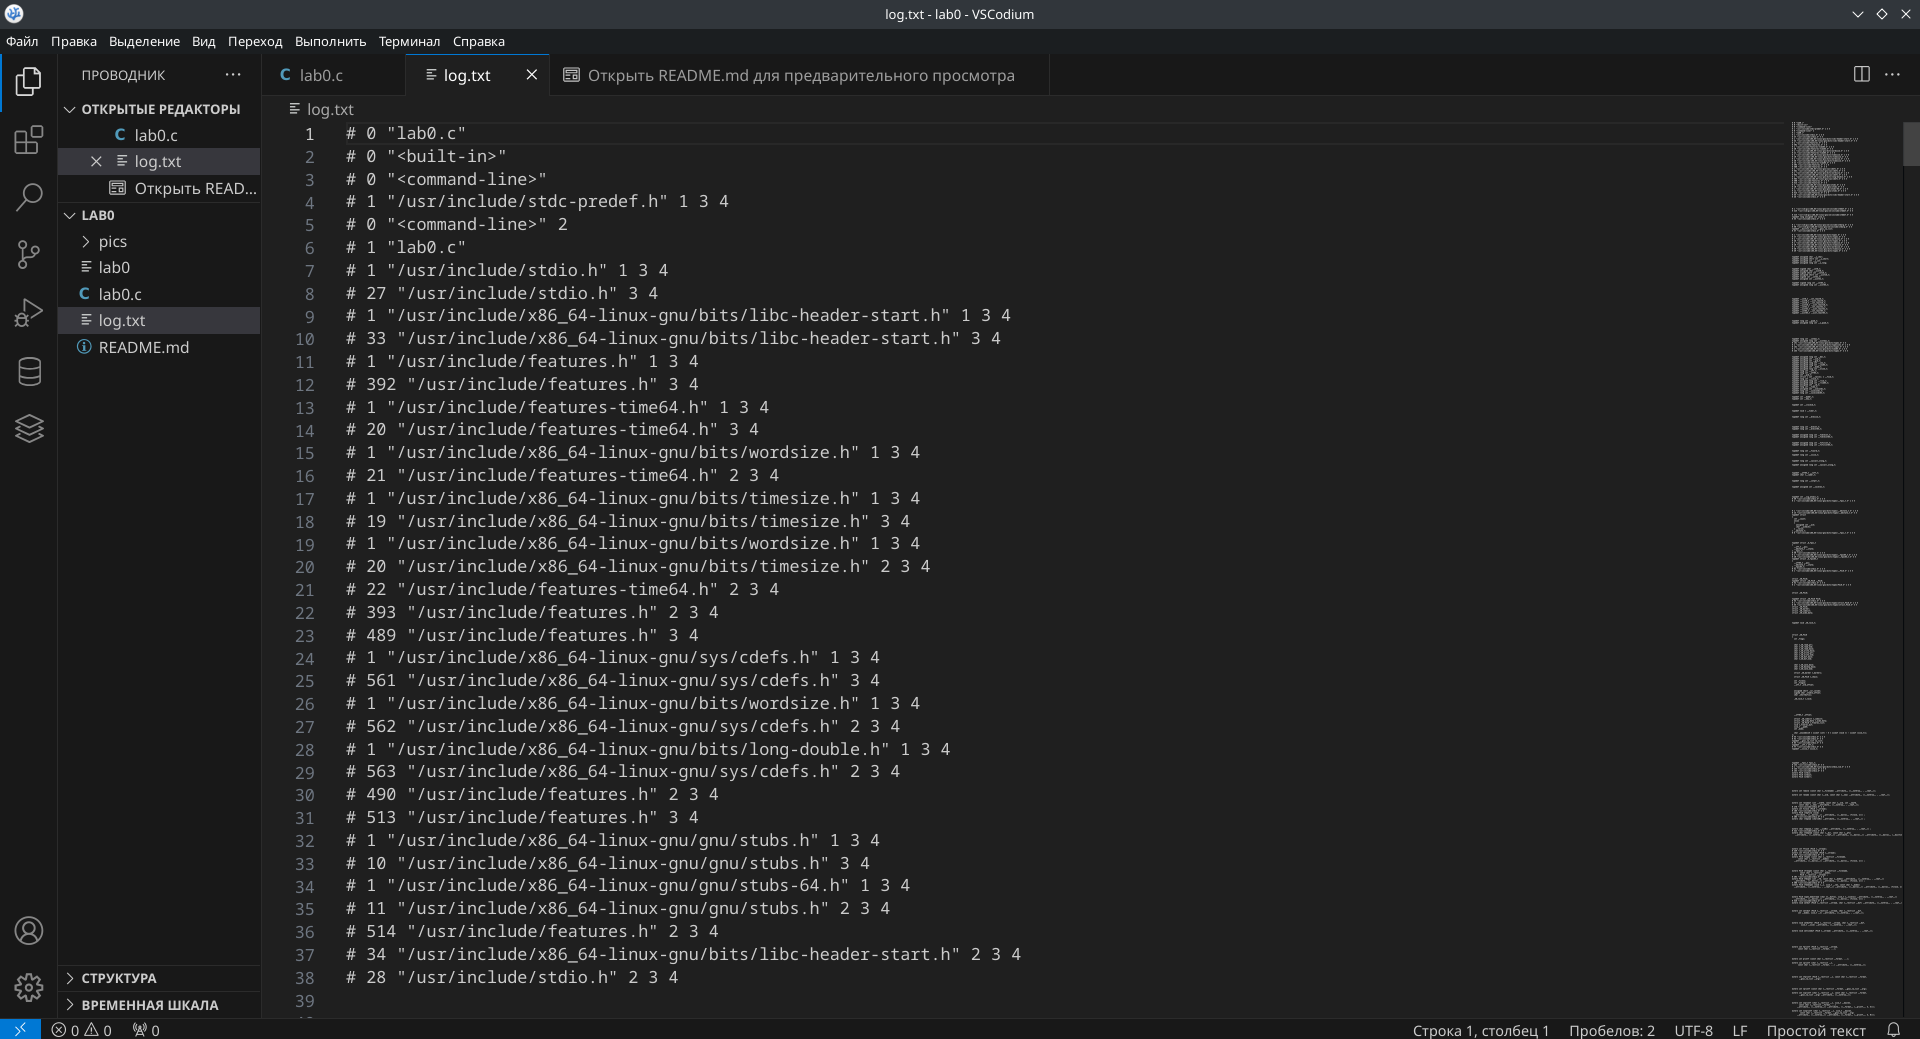 log.txt - lab0 - VSCodium
Файл Правка Выделение Вид Переход Выполнить Терминал Справка
ПРОВОДНИК
ОТКРЫТЫЕ РЕДАКТОРЫ
lab0.c
log.txt
Открыть READ...
LAB0
pics
lab0
lab0.c
log.txt
README.md
СТРУКТУРА
ВРЕМЕННАЯ ШКАЛА
lab0.c log.txt Открыть README.md для предварительного просмотра
log.txt
1 # 0 "lab0.c"
2 # 0 "<built-in>"
3 # 0 "<command-line>"
4 # 1 "/usr/include/stdc-predef.h" 1 3 4
5 # 0 "<command-line>" 2
6 # 1 "lab0.c"
7 # 1 "/usr/include/stdio.h" 1 3 4
8 # 27 "/usr/include/stdio.h" 3 4
9 # 1 "/usr/include/x86_64-linux-gnu/bits/libc-header-start.h" 1 3 4
10 # 33 "/usr/include/x86_64-linux-gnu/bits/libc-header-start.h" 3 4
11 # 1 "/usr/include/features.h" 1 3 4
12 # 392 "/usr/include/features.h" 3 4
13 # 1 "/usr/include/features-time64.h" 1 3 4
14 # 20 "/usr/include/features-time64.h" 3 4
15 # 1 "/usr/include/x86_64-linux-gnu/bits/wordsize.h" 1 3 4
16 # 21 "/usr/include/features-time64.h" 2 3 4
17 # 1 "/usr/include/x86_64-linux-gnu/bits/timesize.h" 1 3 4
18 # 19 "/usr/include/x86_64-linux-gnu/bits/timesize.h" 3 4
19 # 1 "/usr/include/x86_64-linux-gnu/bits/wordsize.h" 1 3 4
20 # 20 "/usr/include/x86_64-linux-gnu/bits/timesize.h" 2 3 4
21 # 22 "/usr/include/features-time64.h" 2 3 4
22 # 393 "/usr/include/features.h" 2 3 4
23 # 489 "/usr/include/features.h" 3 4
24 # 1 "/usr/include/x86_64-linux-gnu/sys/cdefs.h" 1 3 4
25 # 561 "/usr/include/x86_64-linux-gnu/sys/cdefs.h" 3 4
26 # 1 "/usr/include/x86_64-linux-gnu/bits/wordsize.h" 1 3 4
27 # 562 "/usr/include/x86_64-linux-gnu/sys/cdefs.h" 2 3 4
28 # 1 "/usr/include/x86_64-linux-gnu/bits/long-double.h" 1 3 4
29 # 563 "/usr/include/x86_64-linux-gnu/sys/cdefs.h" 2 3 4
30 # 490 "/usr/include/features.h" 2 3 4
31 # 513 "/usr/include/features.h" 3 4
32 # 1 "/usr/include/x86_64-linux-gnu/gnu/stubs.h" 1 3 4
33 # 10 "/usr/include/x86_64-linux-gnu/gnu/stubs.h" 3 4
34 # 1 "/usr/include/x86_64-linux-gnu/gnu/stubs-64.h" 1 3 4
35 # 11 "/usr/include/x86_64-linux-gnu/gnu/stubs.h" 2 3 4
36 # 514 "/usr/include/features.h" 2 3 4
37 # 34 "/usr/include/x86_64-linux-gnu/bits/libc-header-start.h" 2 3 4
38 # 28 "/usr/include/stdio.h" 2 3 4
39
0 0 0 Строка 1, столбец 1 Пробелов: 2 UTF-8 LF Простой текст